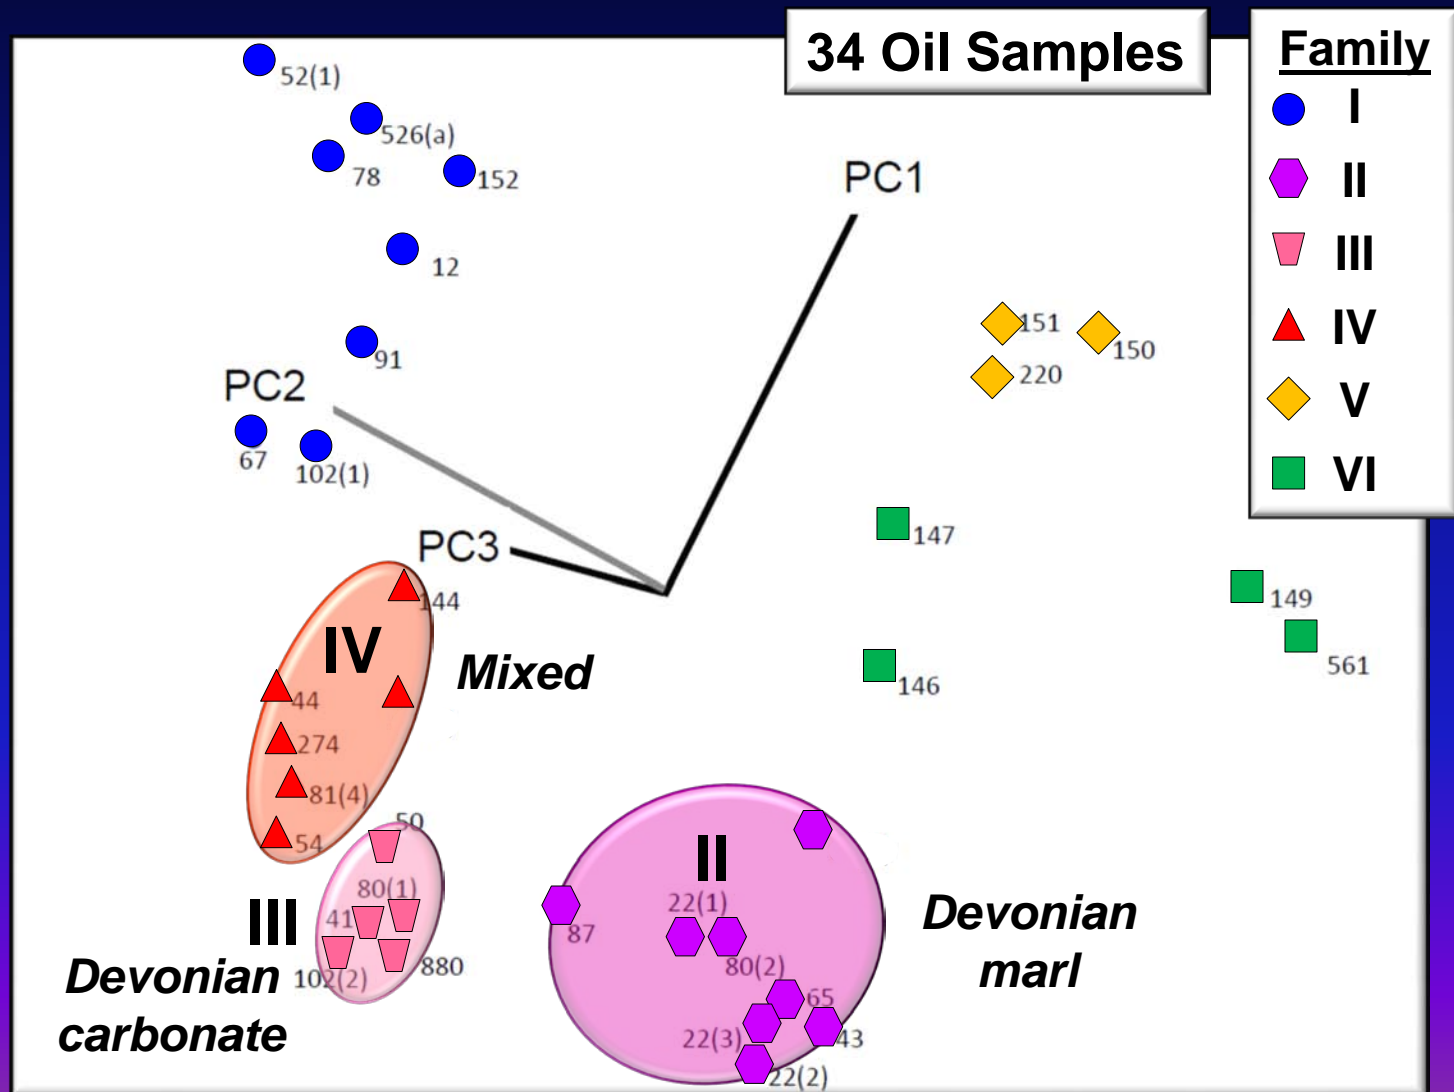 34 Oil Samples
Family
I
II
III
IV
V
VI
52(1)
526(a)
78
152
12
91
PC1
PC2
67
102(1)
PC3
151
150
220
147
149
561
146
144
IV
Mixed
44
274
81(4)
54
50
80(1)
41
III
102(2)
880
Devonian
carbonate
II
22(1)
87
80(2)
65
22(3)
43
22(2)
Devonian
marl